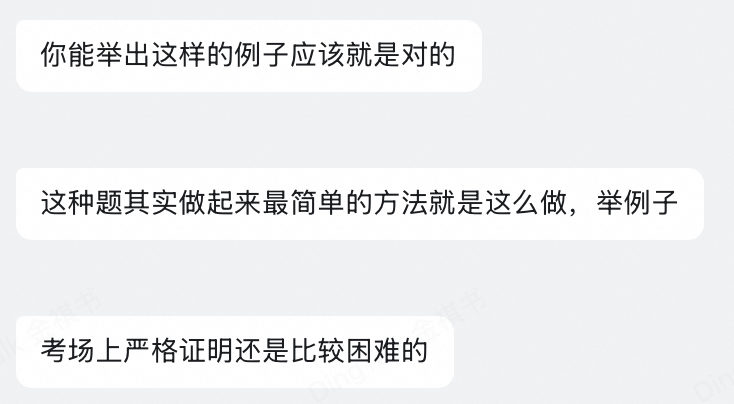 你能举出这样的例子应该就是对的
这种题其实做起来最简单的方法就是这么做，举例子
考场上严格证明还是比较困难的